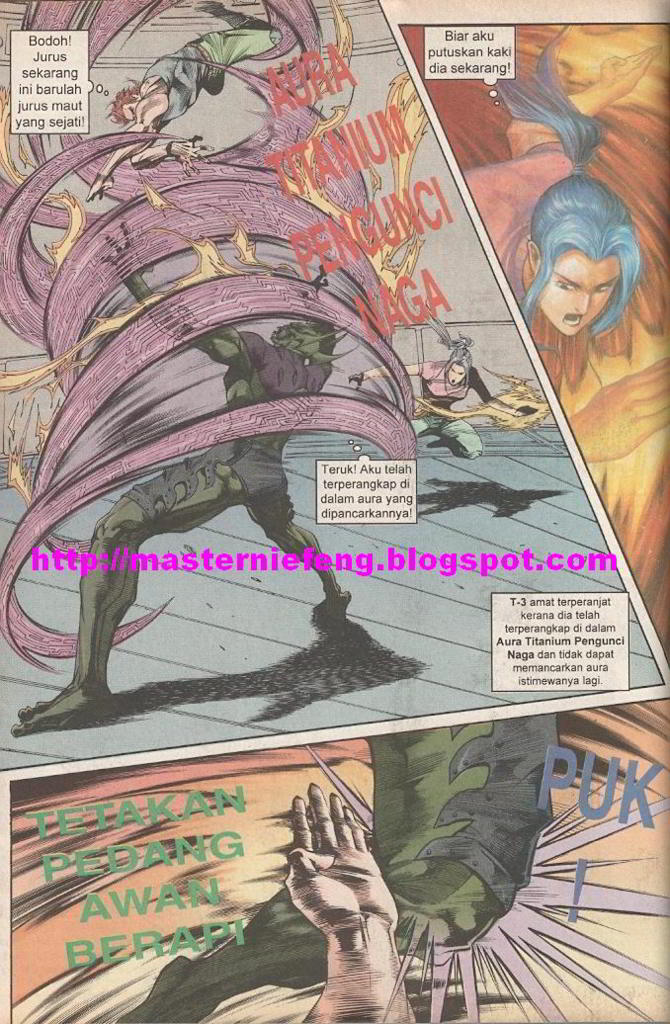 Bodoh!
Jurus
sekarang
ini barulah
jurus maut
yang sejati!
AURA
TITANIUM
PENGUNCI
NAGA
Biar aku
putuskan kaki
dia sekarang!
Teruk! Aku telah
terperangkap di
dalam aura yang
dipancarkannya!
http://masterniefeng.blogspot.com
T-3 amat terperanjat
kerana dia telah
terperangkap di dalam
Aura Titanium Pengunci
Naga dan tidak dapat
memancarkan aura
istimewanya lagi.
TETAKAN
PEDANG
AWAN
BERAPI
PUK
!